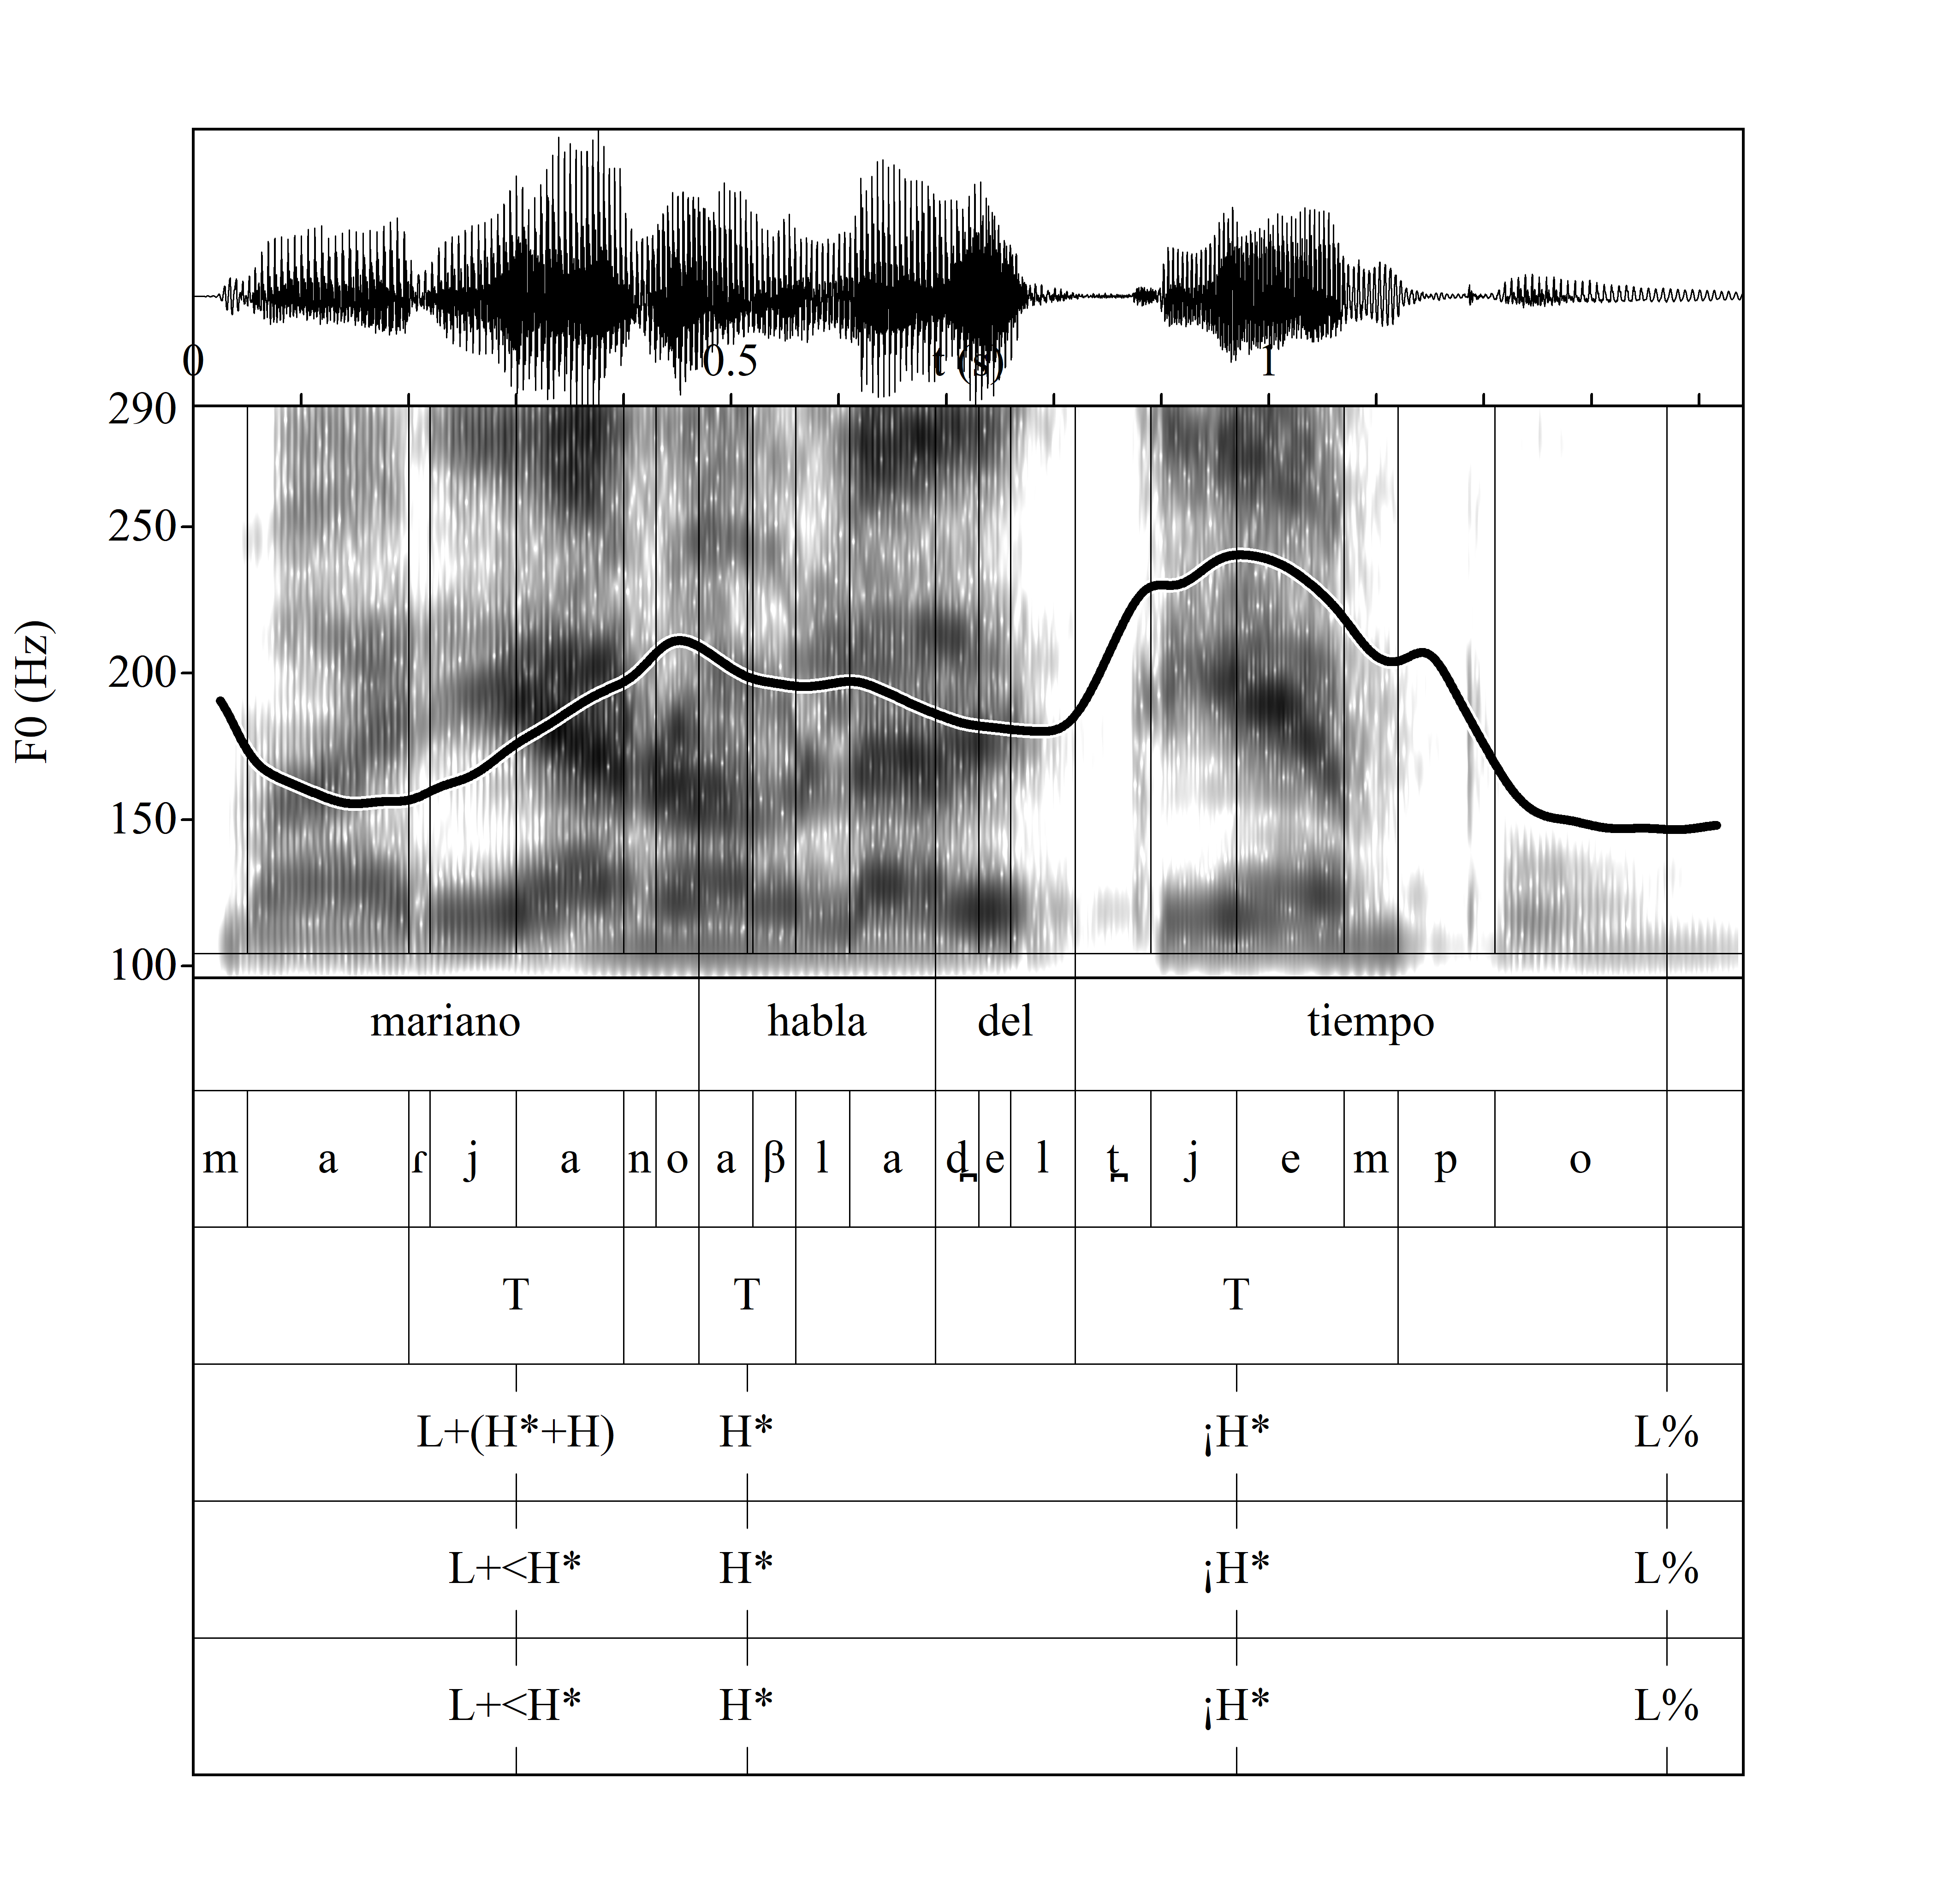 0 0.5 t (s) 1
290
250
200
150
100
F0 (Hz)
mariano habla del tiempo
m a ɾ j a n o a β l a d̪ e l t̪ j e m p o
T T T
L+(H*+H) H* ¡H* L%
L+<H* H* ¡H* L%
L+<H* H* ¡H* L%